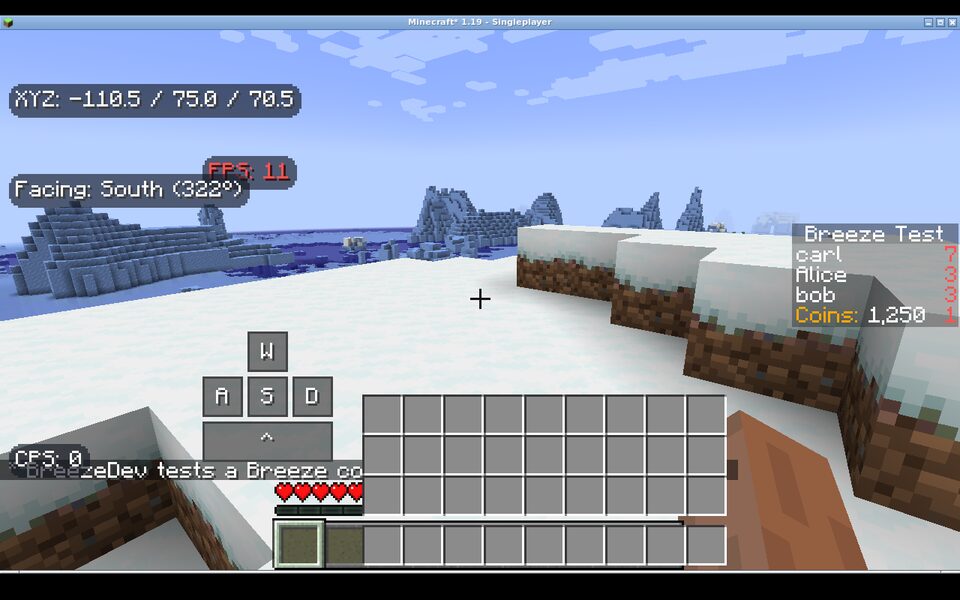 Minecraft* 1.19 - Singleplayer
XYZ: -110.5 / 75.0 / 70.5
FPS: 11
Facing: South (322º)
Breeze Test
carl 7
Alice 3
bob 3
Coins: 1,250 1
W
A S D
^
CPS: 0
BreezeDev tests a Breeze co